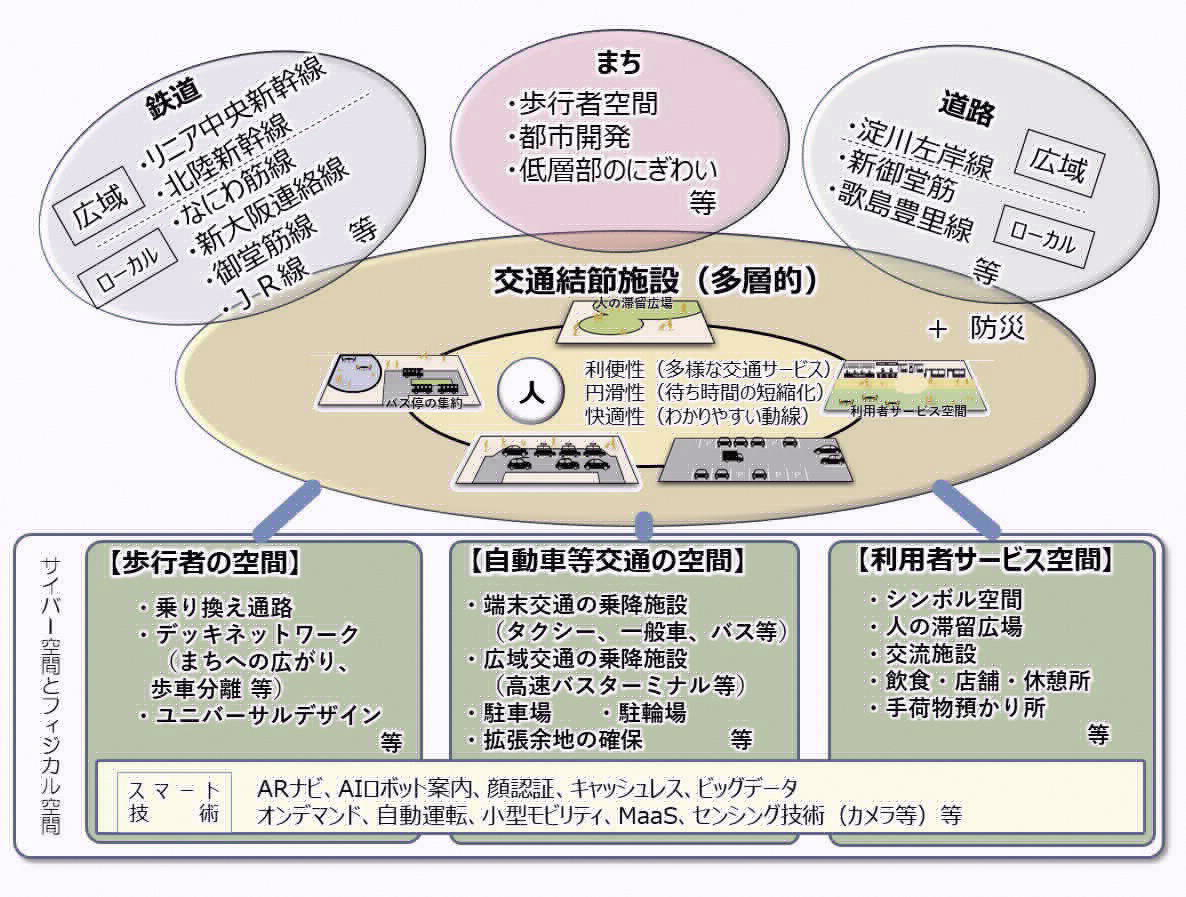 鉄道
広域
・リニア中央新幹線
・北陸新幹線
ローカル
・なにわ筋線
・新大阪連絡線
・御堂筋線
・JR線
等
まち
・歩行者空間
・都市開発
・低層部のにぎわい
等
道路
・淀川左岸線
広域
・新御堂筋
・歌島豊里線
ローカル
等
交通結節施設（多層的）
＋ 防災
人の滞留広場
バス停の集約
人
利便性（多様な交通サービス）
円滑性（待ち時間の短縮化）
快適性（わかりやすい動線）
利用者サービス空間
サイバー空間とフィジカル空間
【歩行者の空間】
・乗り換え通路
・デッキネットワーク
（まちへの広がり、
歩車分離 等）
・ユニバーサルデザイン
等
【自動車等交通の空間】
・端末交通の乗降施設
（タクシー、一般車、バス等）
・広域交通の乗降施設
（高速バスターミナル等）
・駐車場 ・駐輪場
・拡張余地の確保 等
【利用者サービス空間】
・シンボル空間
・人の滞留広場
・交流施設
・飲食・店舗・休憩所
・手荷物預かり所
等
スマート
技術
ARナビ、AIロボット案内、顔認証、キャッシュレス、ビッグデータ
オンデマンド、自動運転、小型モビリティ、MaaS、センシング技術（カメラ等）等